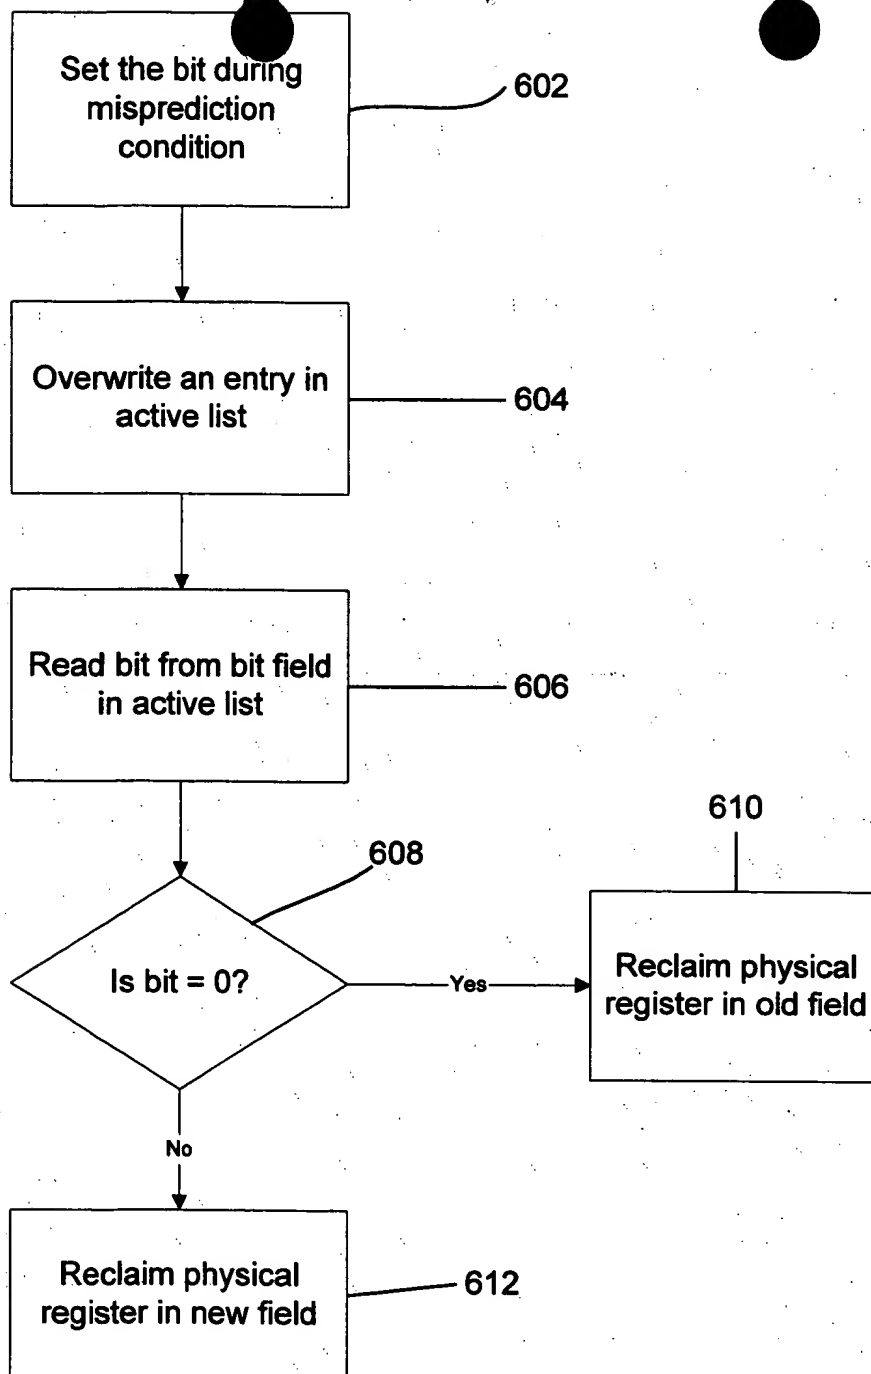 Set the bit during
misprediction
condition
602
Overwrite an entry in
active list
604
Read bit from bit field
in active list
606
610
608
Is bit = 0?
Yes
Reclaim physical
register in old field
No
Reclaim physical
register in new field
612